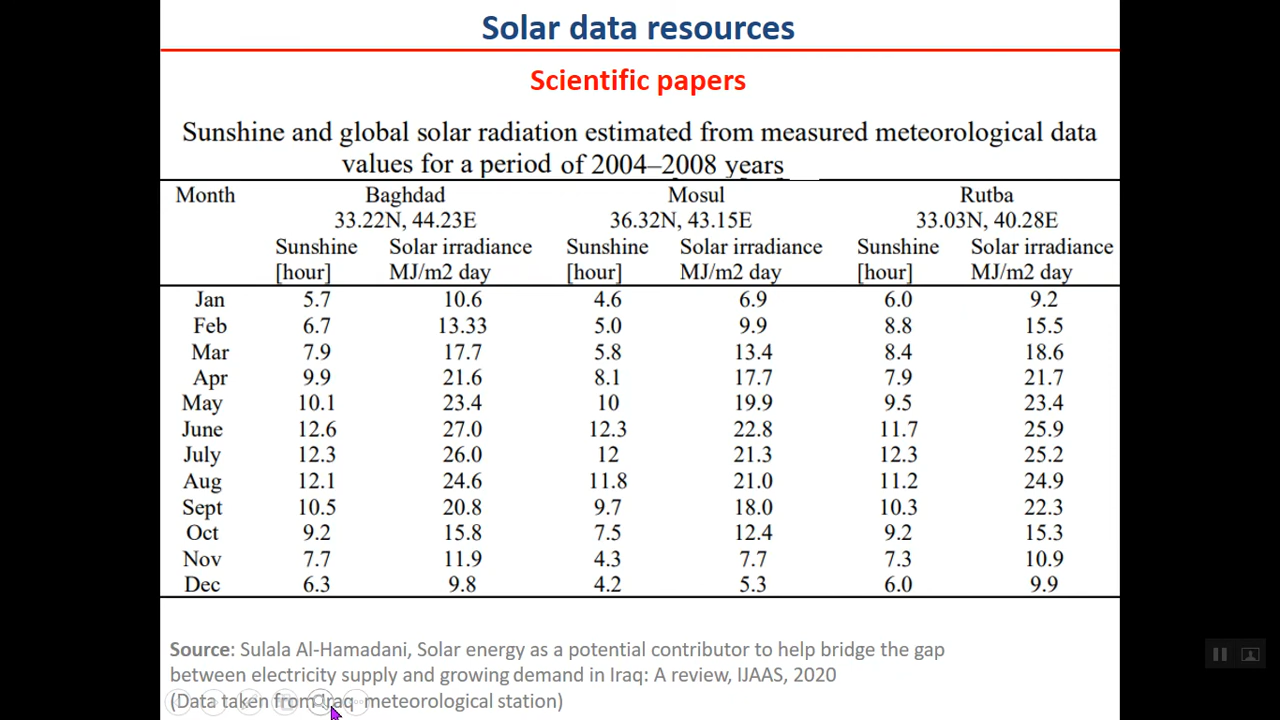 Solar data resources
Scientific papers
Sunshine and global solar radiation estimated from measured meteorological data
values for a period of 2004–2008 years
Month Baghdad Mosul Rutba
33.22N, 44.23E 36.32N, 43.15E 33.03N, 40.28E
Sunshine Solar irradiance Sunshine Solar irradiance Sunshine Solar irradiance
[hour] MJ/m2 day [hour] MJ/m2 day [hour] MJ/m2 day
Jan 5.7 10.6 4.6 6.9 6.0 9.2
Feb 6.7 13.33 5.0 9.9 8.8 15.5
Mar 7.9 17.7 5.8 13.4 8.4 18.6
Apr 9.9 21.6 8.1 17.7 7.9 21.7
May 10.1 23.4 10 19.9 9.5 23.4
June 12.6 27.0 12.3 22.8 11.7 25.9
July 12.3 26.0 12 21.3 12.3 25.2
Aug 12.1 24.6 11.8 21.0 11.2 24.9
Sept 10.5 20.8 9.7 18.0 10.3 22.3
Oct 9.2 15.8 7.5 12.4 9.2 15.3
Nov 7.7 11.9 4.3 7.7 7.3 10.9
Dec 6.3 9.8 4.2 5.3 6.0 9.9
Source: Sulala Al-Hamadani, Solar energy as a potential contributor to help bridge the gap
between electricity supply and growing demand in Iraq: A review, IJAAS, 2020
(Data taken from Iraq meteorological station)